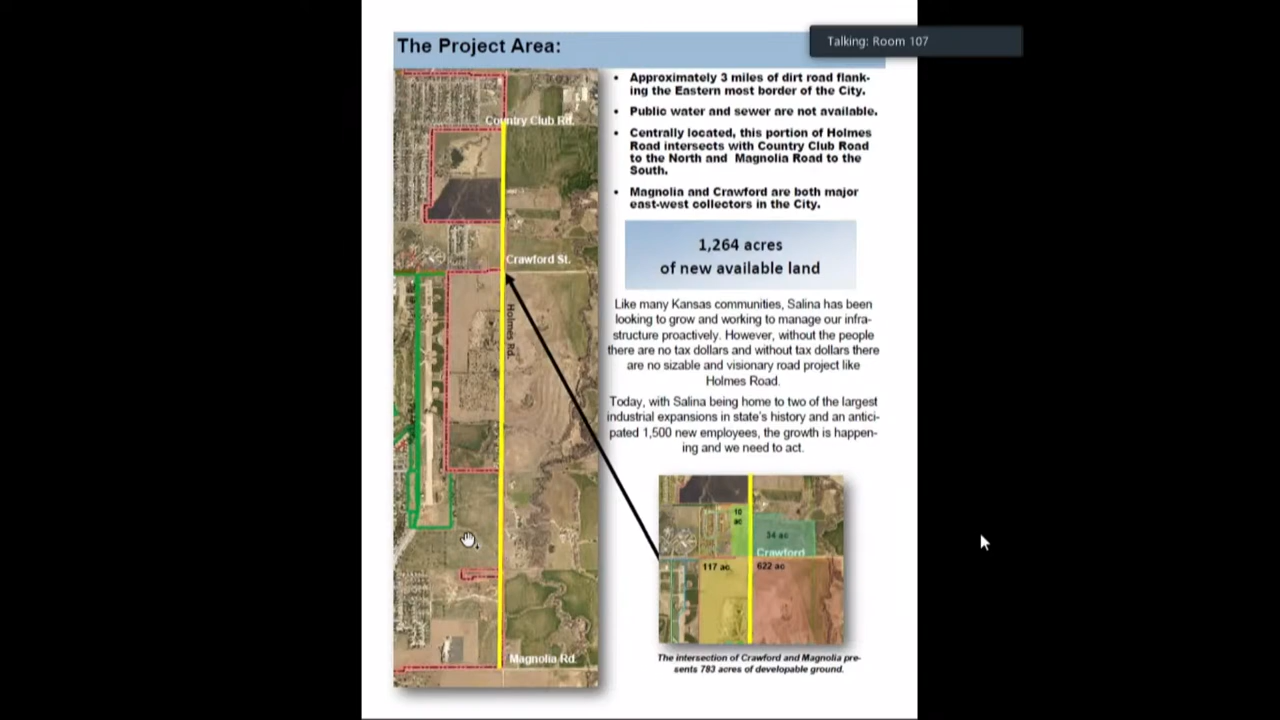 The Project Area:
Talking: Room 107
Country Club Rd.
Crawford St.
Holmes Rd.
Magnolia Rd.
• Approximately 3 miles of dirt road flank-
ing the Eastern most border of the City.
• Public water and sewer are not available.
• Centrally located, this portion of Holmes
Road intersects with Country Club Road
to the North and Magnolia Road to the
South.
• Magnolia and Crawford are both major
east-west collectors in the City.
1,264 acres
of new available land
Like many Kansas communities, Salina has been
looking to grow and working to manage our infra-
structure proactively. However, without the people
there are no tax dollars and without tax dollars there
are no sizable and visionary road project like
Holmes Road.
Today, with Salina being home to two of the largest
industrial expansions in state's history and an antici-
pated 1,500 new employees, the growth is happen-
ing and we need to act.
10
ac
34 ac
Crawford
117 ac.
622 ac
The intersection of Crawford and Magnolia pre-
sents 783 acres of developable ground.